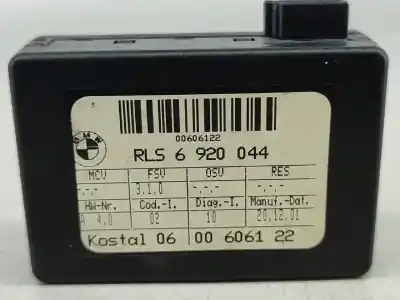 00606122
BMW
RLS 6 920 044
MCV FSV OSV RES
-.- 3.1.0 -.-.- -.-.-
HW-Nr. Cod.-I. Diag.-I. Manuf.-Dat.
A 4.0 02 10 20.12.01
Kostal 06 00 6061 22